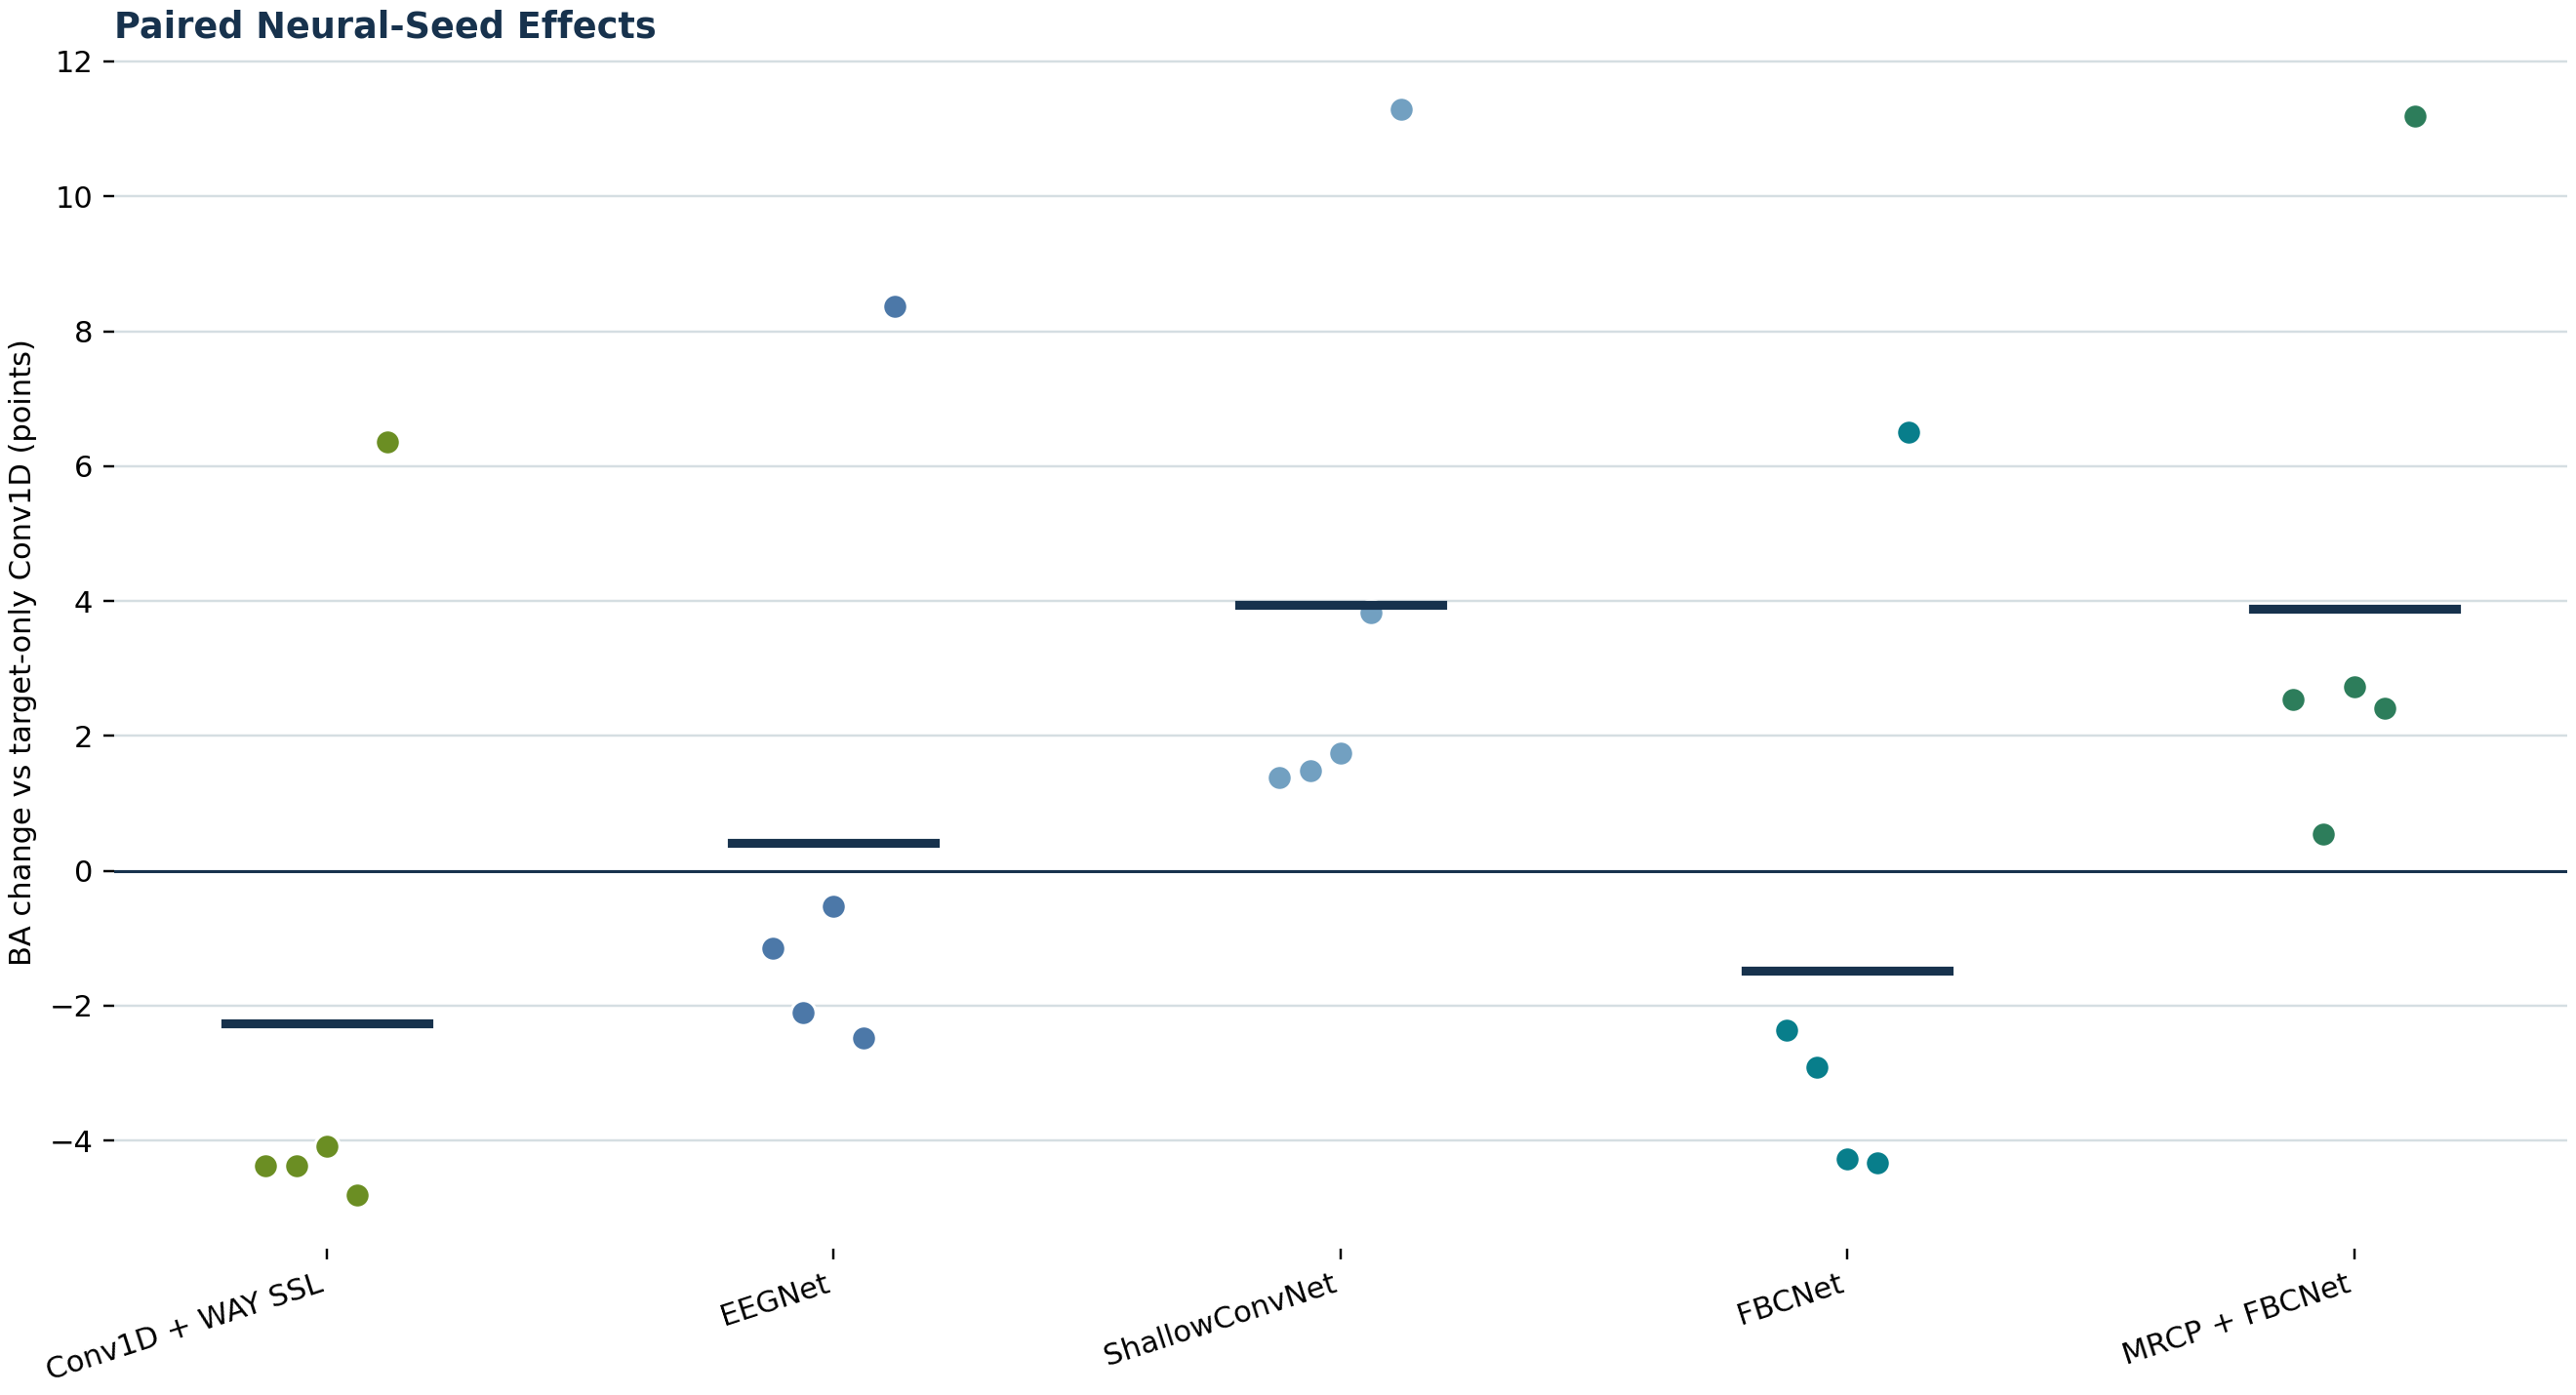 Paired Neural-Seed Effects
BA change vs target-only Conv1D (points)
12
10
8
6
4
2
0
−2
−4
Conv1D + WAY SSL
EEGNet
ShallowConvNet
FBCNet
MRCP + FBCNet